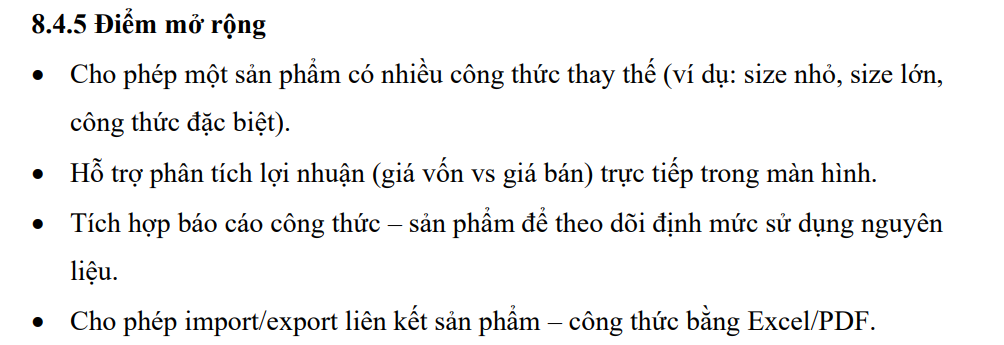 8.4.5 Điểm mở rộng
• Cho phép một sản phẩm có nhiều công thức thay thế (ví dụ: size nhỏ, size lớn,
công thức đặc biệt).
• Hỗ trợ phân tích lợi nhuận (giá vốn vs giá bán) trực tiếp trong màn hình.
• Tích hợp báo cáo công thức – sản phẩm để theo dõi định mức sử dụng nguyên
liệu.
• Cho phép import/export liên kết sản phẩm – công thức bằng Excel/PDF.